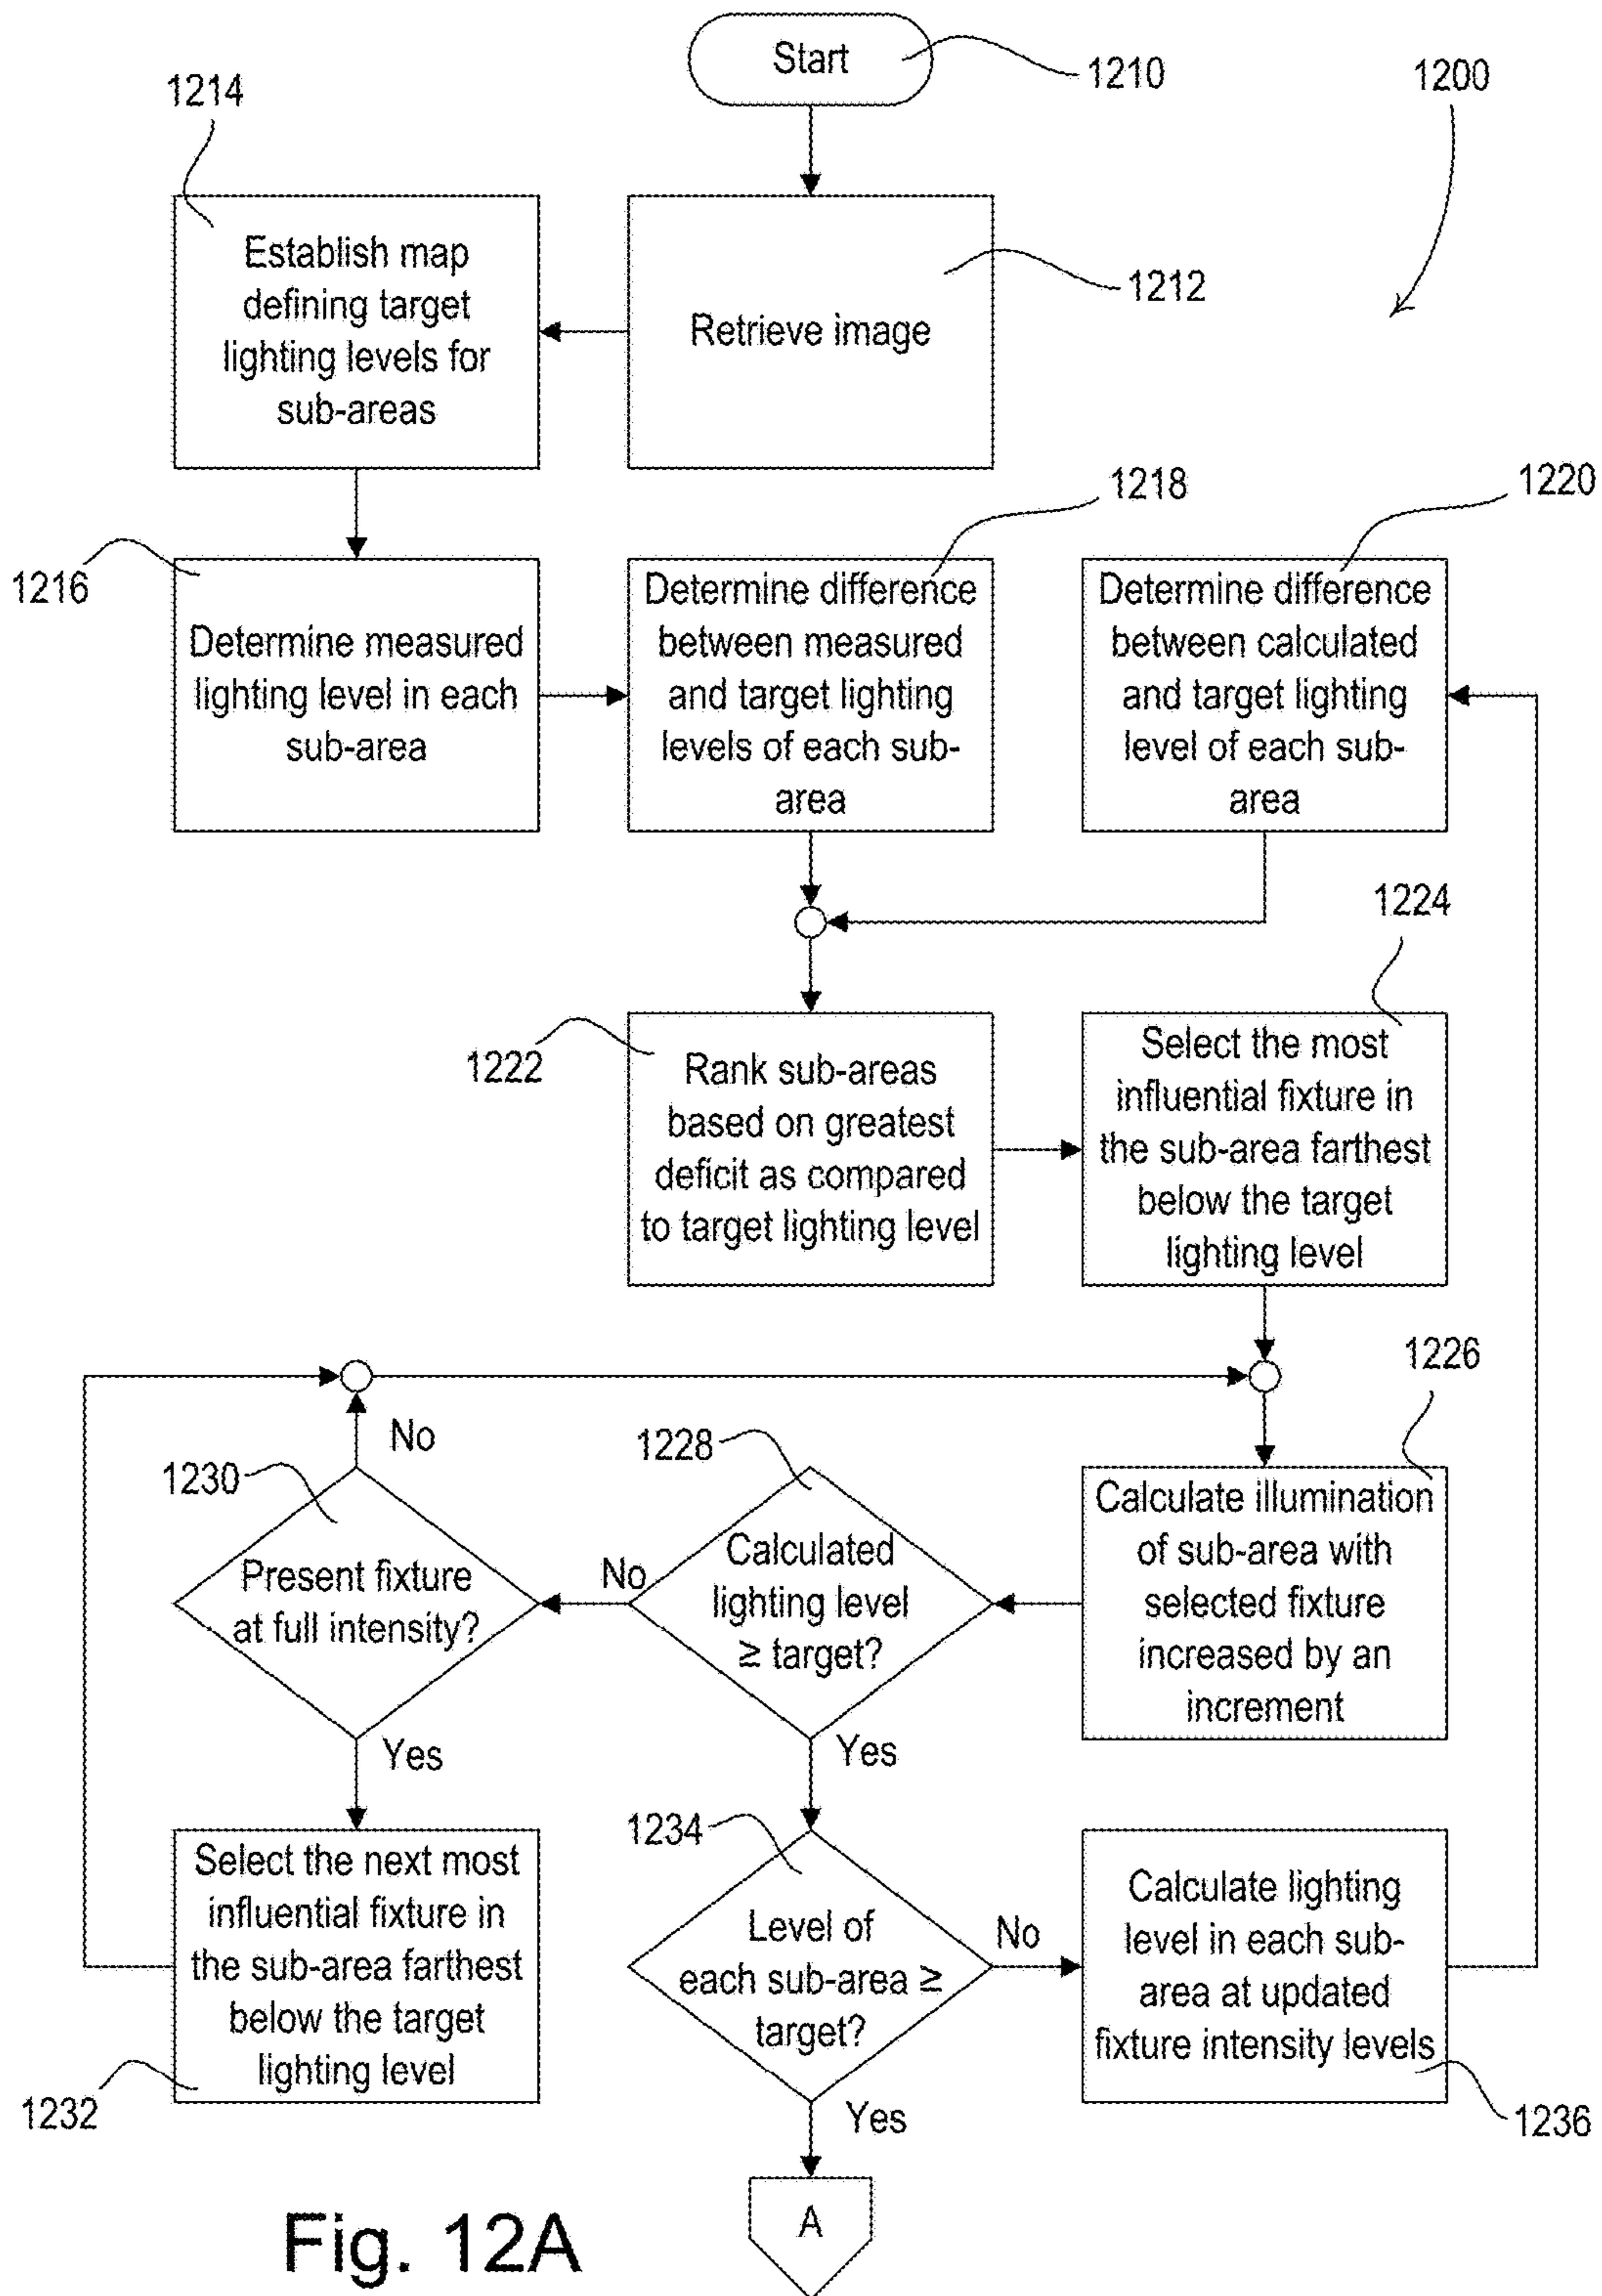 Start
1210
1200
1214
Establish map
defining target
lighting levels for
sub-areas
Retrieve image
1212
1216
Determine measured
lighting level in each
sub-area
1218
Determine difference
between measured
and target lighting
levels of each sub-
area
1220
Determine difference
between calculated
and target lighting
level of each sub-
area
1222
Rank sub-areas
based on greatest
deficit as compared
to target lighting level
1224
Select the most
influential fixture in
the sub-area farthest
below the target
lighting level
1226
Calculate illumination
of sub-area with
selected fixture
increased by an
increment
1228
Calculated
lighting level
≥ target?
No
Yes
1230
Present fixture
at full intensity?
No
Yes
1232
Select the next most
influential fixture in
the sub-area farthest
below the target
lighting level
1234
Level of
each sub-area ≥
target?
No
Yes
Calculate lighting
level in each sub-
area at updated
fixture intensity levels
1236
A
Fig. 12A